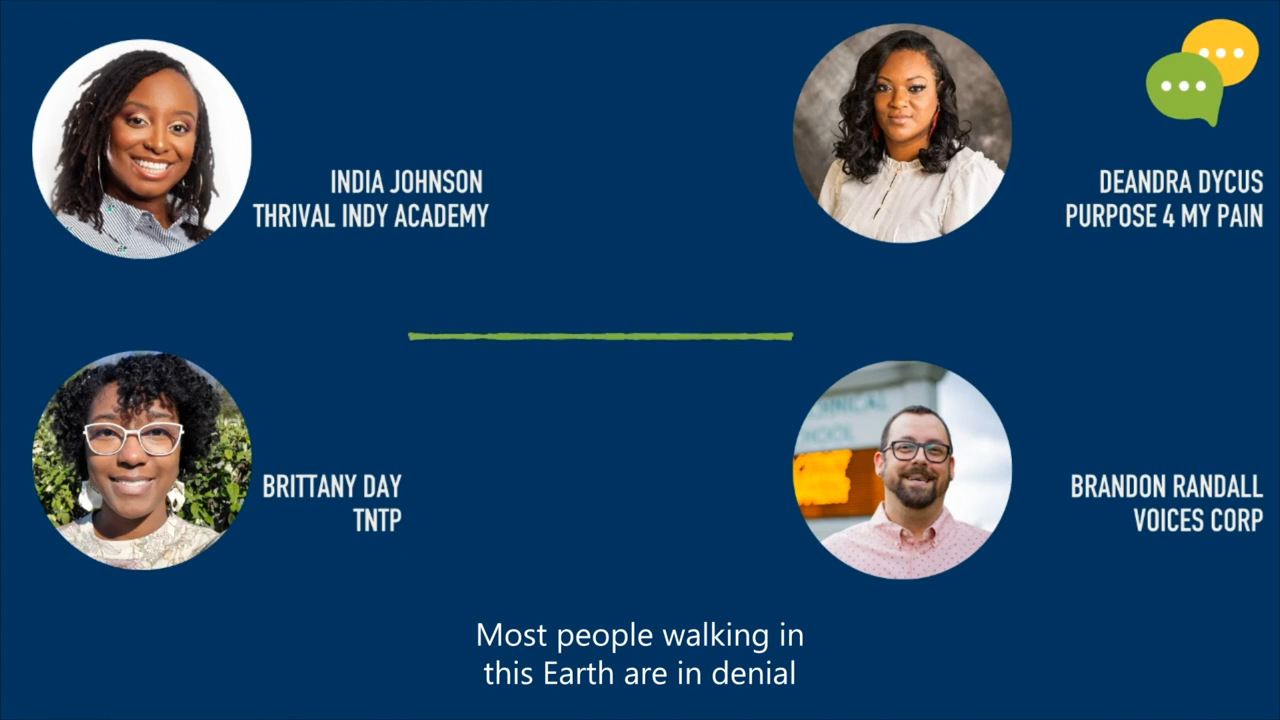 INDIA JOHNSON
THRIVAL INDY ACADEMY
DEANDRA DYCUS
PURPOSE 4 MY PAIN
BRITTANY DAY
TNTP
BRANDON RANDALL
VOICES CORP
Most people walking in
this Earth are in denial